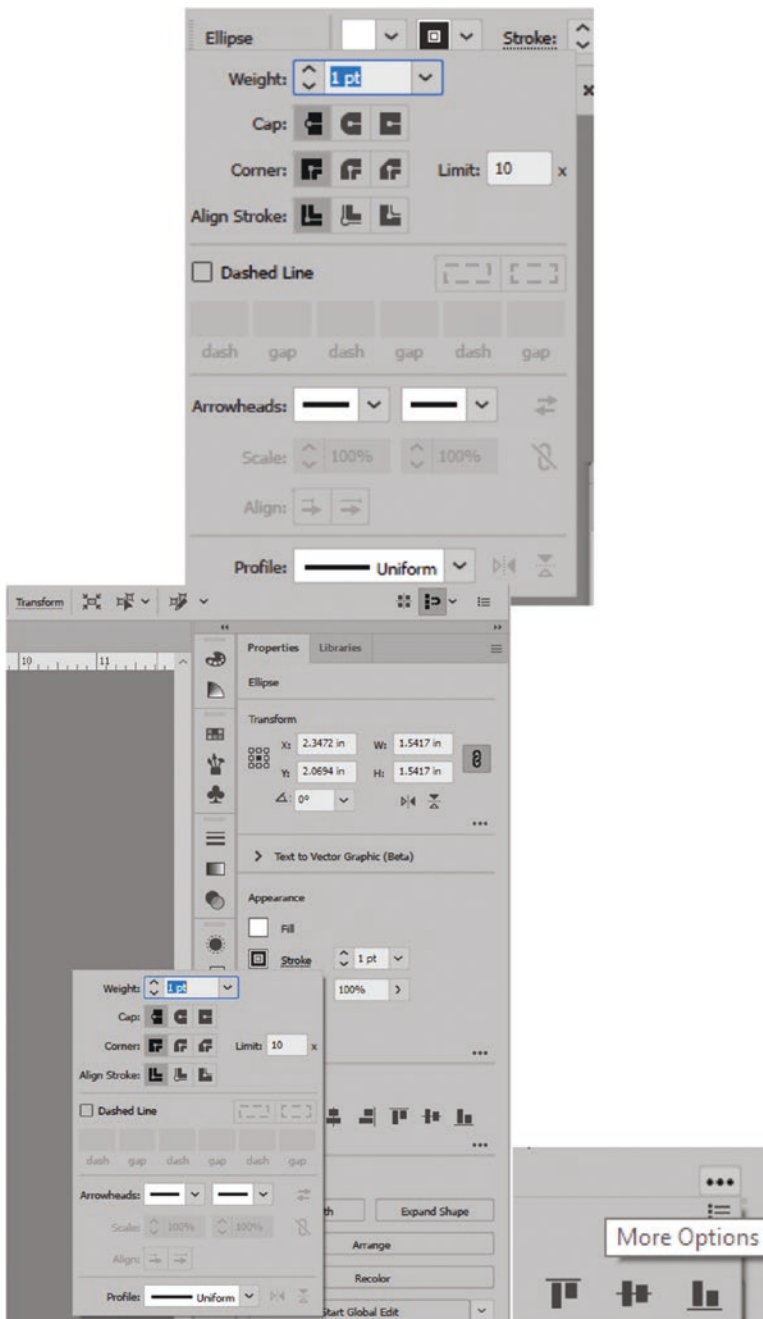 Ellipse Stroke:
Weight: 1 pt
Cap:
Corner: Limit: 10 x
Align Stroke:
Dashed Line
dash gap dash gap dash gap
Arrowheads:
Scale: 100% 100%
Align:
Profile: Uniform
Transform
10 11
Properties Libraries
Ellipse
Transform
X: 2.3472 in W: 1.5417 in
Y: 2.0694 in H: 1.5417 in
0°
Text to Vector Graphic (Beta)
Appearance
Fill
Stroke 1 pt
100%
Weight: 1 pt
Cap:
Corner: Limit: 10 x
Align Stroke:
Dashed Line
dash gap dash gap dash gap
Arrowheads:
Scale: 100% 100%
Align:
Profile: Uniform
th Expand Shape
Arrange
Recolor
Start Global Edit
More Options